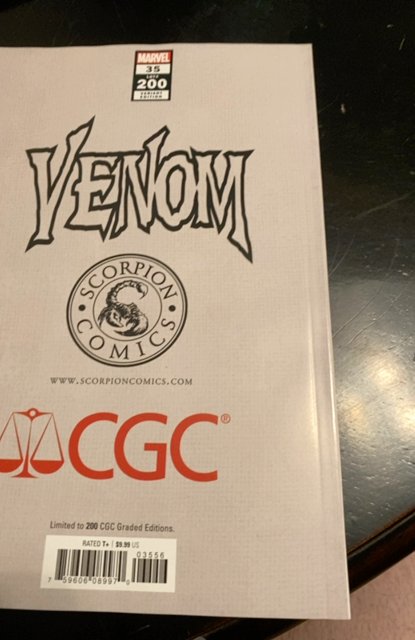 MARVEL
35
LGY#
200
VARIANT
EDITION
VENOM
SCORPION
COMICS
WWW.SCORPIONCOMICS.COM
CGC®
Limited to 200 CGC Graded Editions.
RATED T+ $9.99 US
03556
7 59606 08997 0